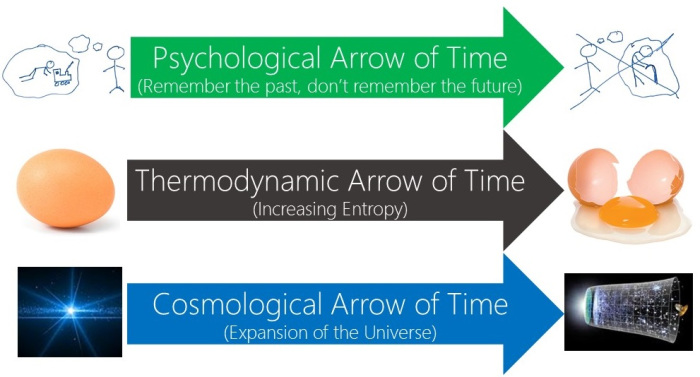 Psychological Arrow of Time
(Remember the past, don't remember the future)
Thermodynamic Arrow of Time
(Increasing Entropy)
Cosmological Arrow of Time
(Expansion of the Universe)